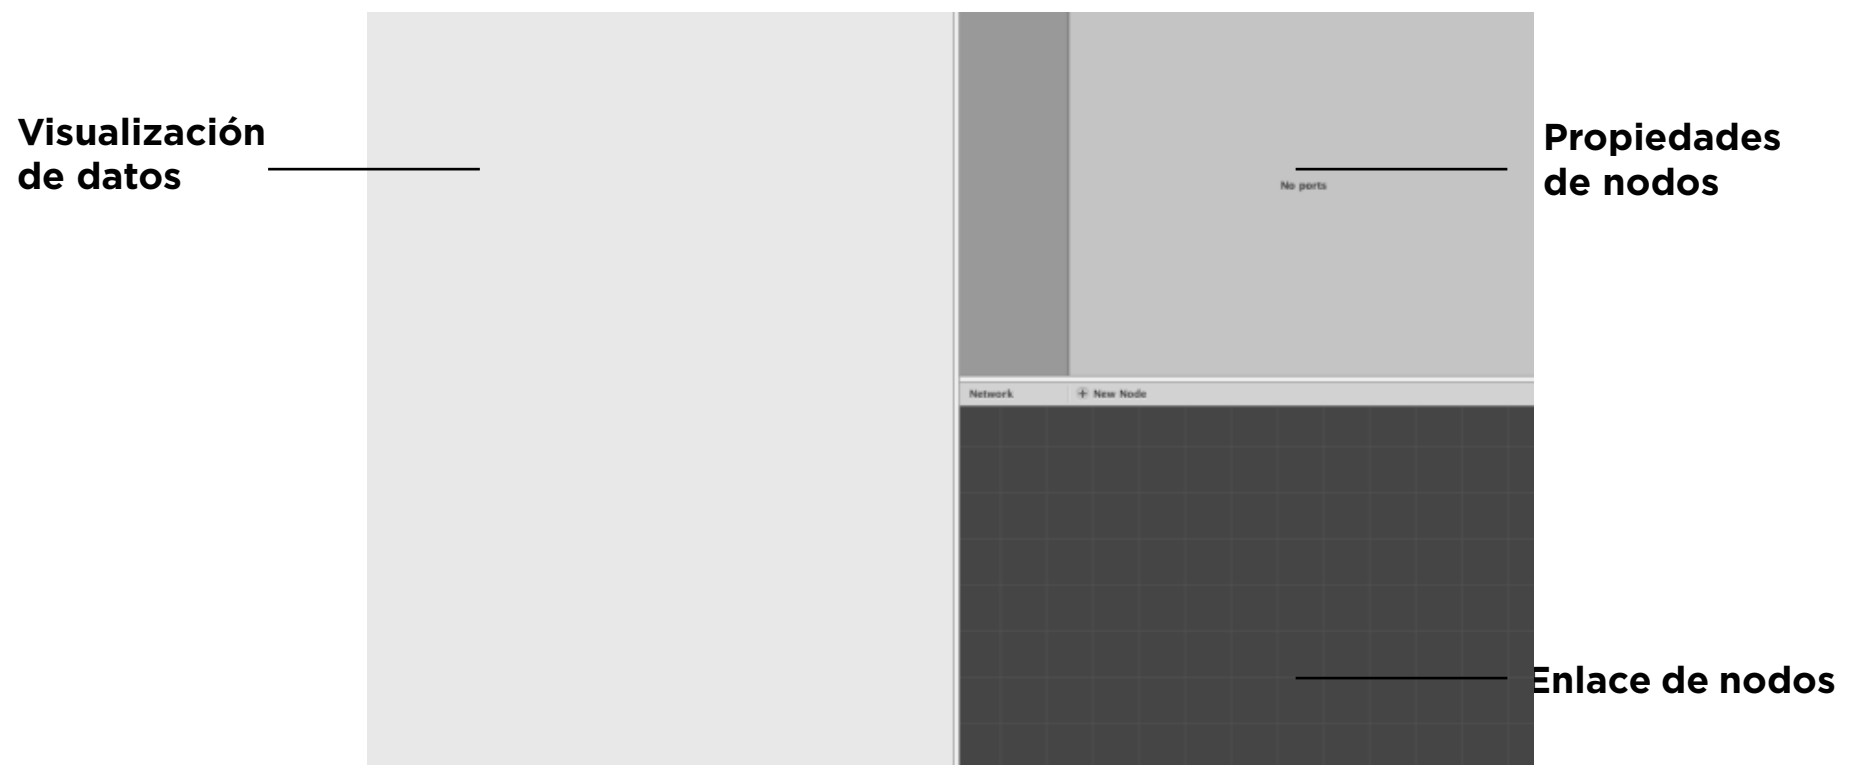 Visualización
de datos
Propiedades
de nodos
No ports
Network
New Node
Enlace de nodos